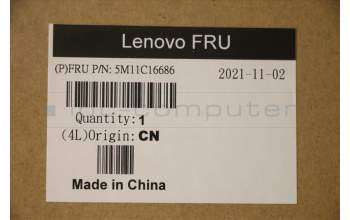 Lenovo FRU
(P)FRU P/N: 5M11C16686 2021-11-02
Quantity: 1
(4L)Origin: CN
Made in China